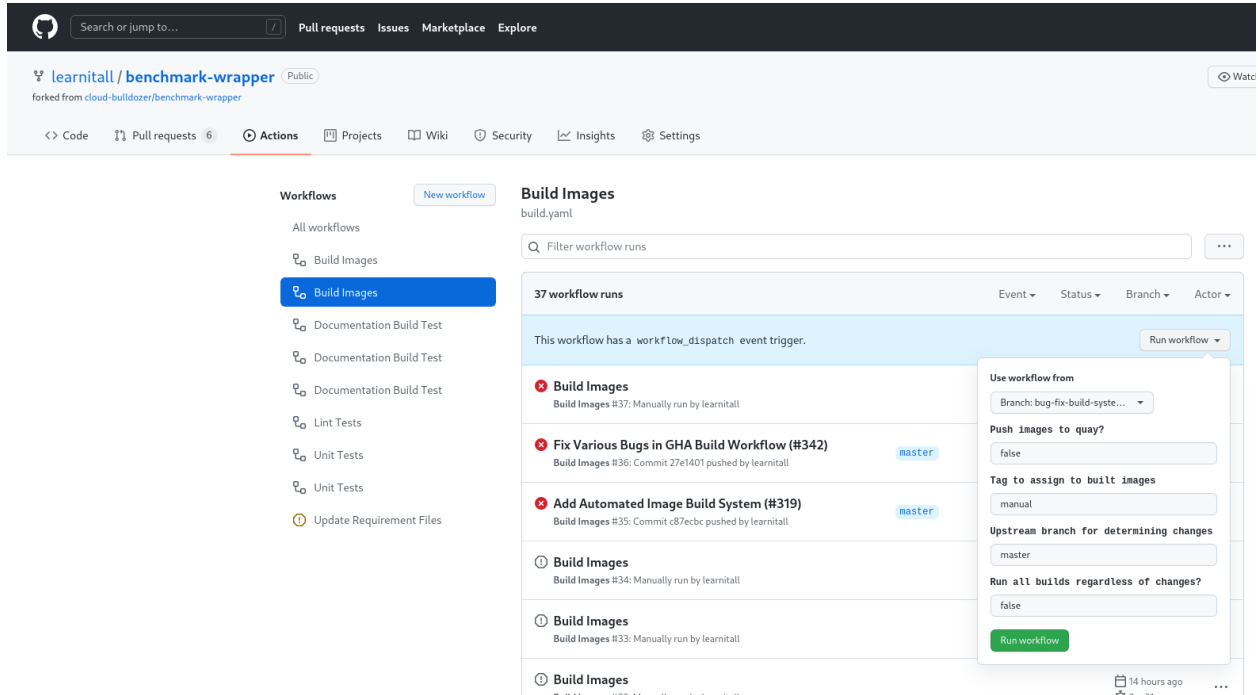 Search or jump to... /
Pull requests Issues Marketplace Explore
learnitall / benchmark-wrapper Public
forked from cloud-bulldozer/benchmark-wrapper
Code Pull requests 6 Actions Projects Wiki Security Insights Settings
Workflows New workflow
All workflows
Build Images
Build Images
Documentation Build Test
Documentation Build Test
Documentation Build Test
Lint Tests
Unit Tests
Unit Tests
Update Requirement Files
Build Images
build.yaml
Filter workflow runs
37 workflow runs Event Status Branch Actor
This workflow has a workflow_dispatch event trigger. Run workflow
Build Images
Build Images #37: Manually run by learnitall
Fix Various Bugs in GHA Build Workflow (#342) master
Build Images #36: Commit 27e1401 pushed by learnitall
Add Automated Image Build System (#319) master
Build Images #35: Commit c87ecbc pushed by learnitall
Build Images
Build Images #34: Manually run by learnitall
Build Images
Build Images #33: Manually run by learnitall
Build Images 14 hours ago
Use workflow from
Branch: bug-fix-build-syste...
Push images to quay?
false
Tag to assign to built images
manual
Upstream branch for determining changes
master
Run all builds regardless of changes?
false
Run workflow